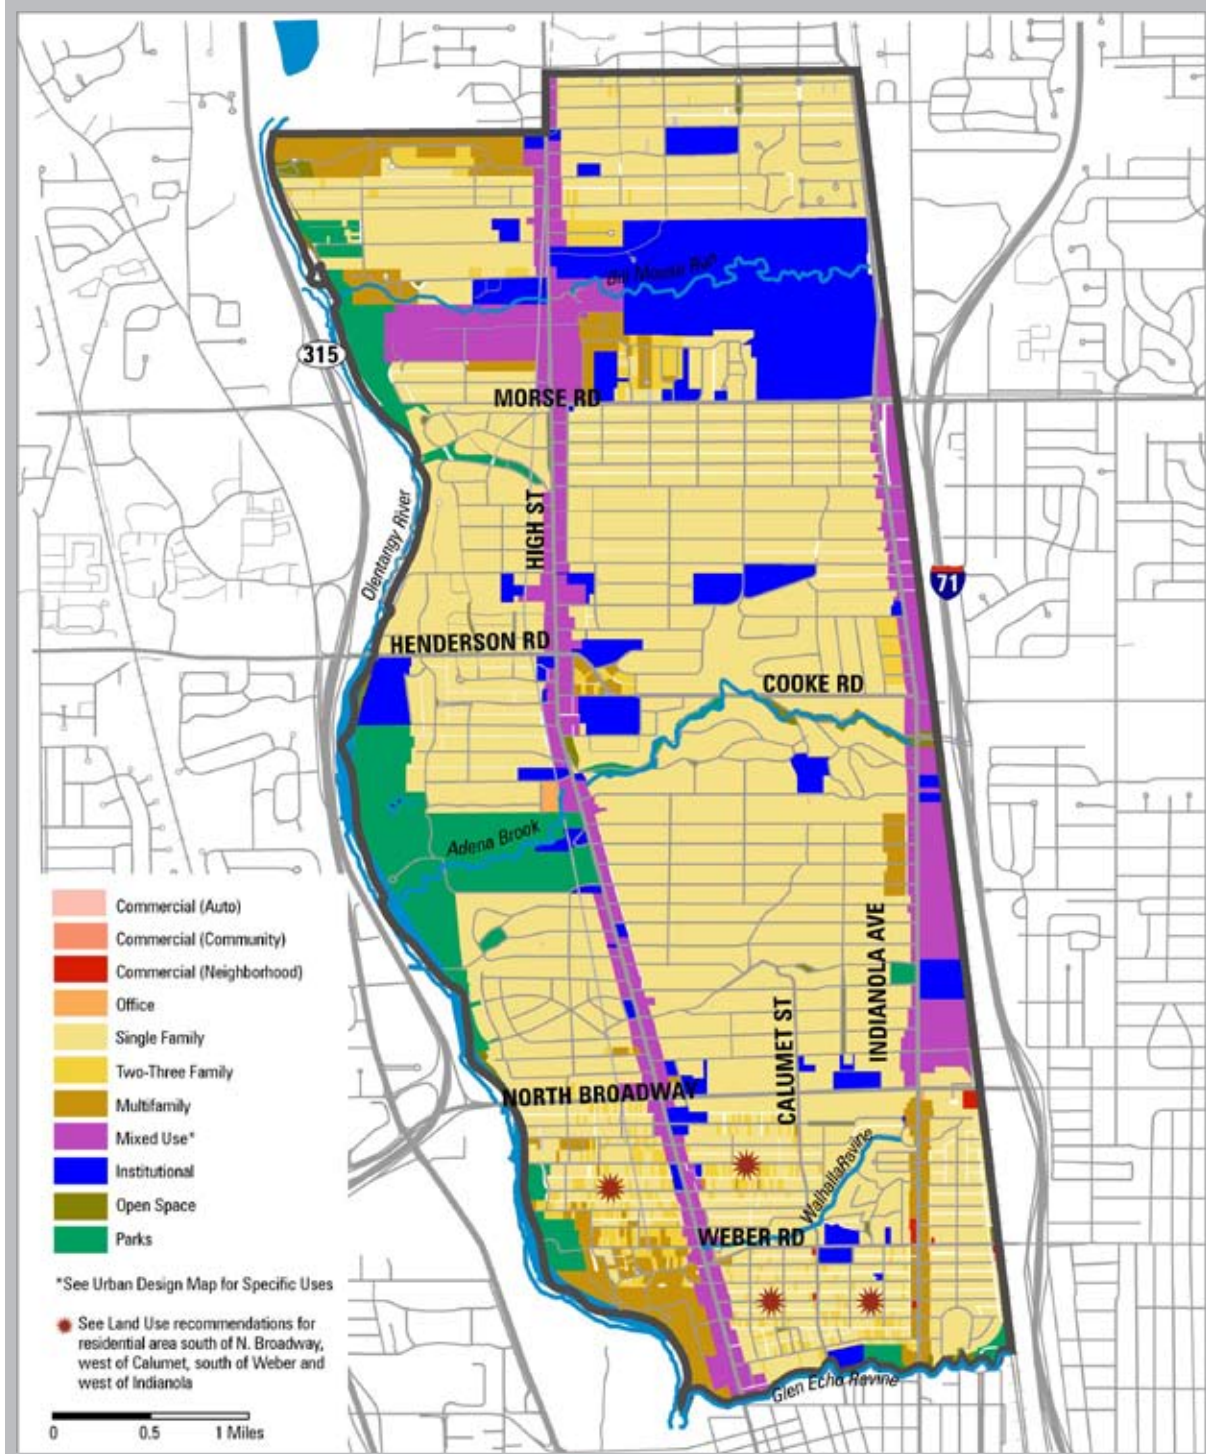 Big Moose Run
315
MORSE RD
HIGH ST
Olentangy River
71
HENDERSON RD
COOKE RD
Adena Brook
INDIANOLA AVE
CALUMET ST
NORTH BROADWAY
Walhalla Ravine
WEBER RD
Glen Echo Ravine
Commercial (Auto)
Commercial (Community)
Commercial (Neighborhood)
Office
Single Family
Two-Three Family
Multifamily
Mixed Use*
Institutional
Open Space
Parks
*See Urban Design Map for Specific Uses
See Land Use recommendations for
residential area south of N. Broadway,
west of Calumet, south of Weber and
west of Indianola
0 0.5 1 Miles